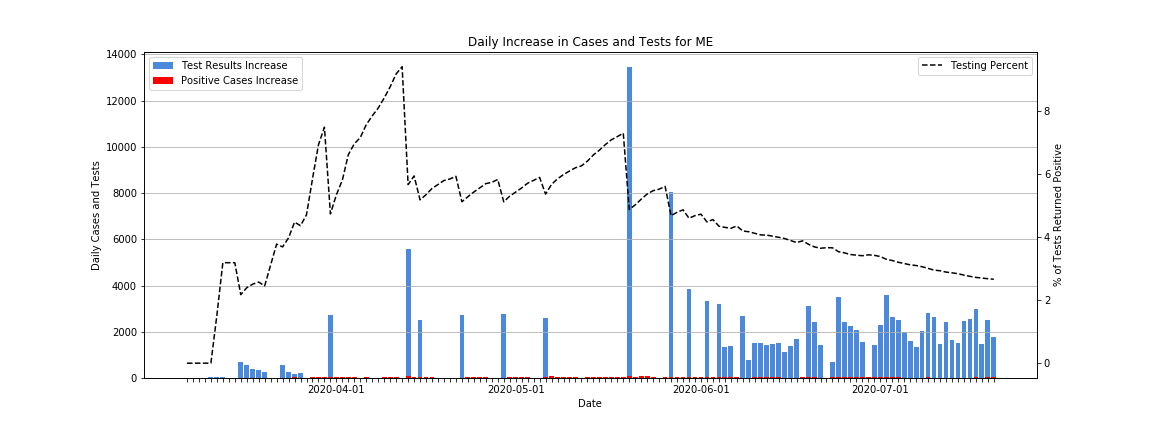 Daily Increase in Cases and Tests for ME
Test Results Increase
Positive Cases Increase
Testing Percent
14000
12000
10000
8000
6000
4000
2000
0
Daily Cases and Tests
8
6
4
2
0
% of Tests Returned Positive
2020-04-01 2020-05-01 2020-06-01 2020-07-01
Date